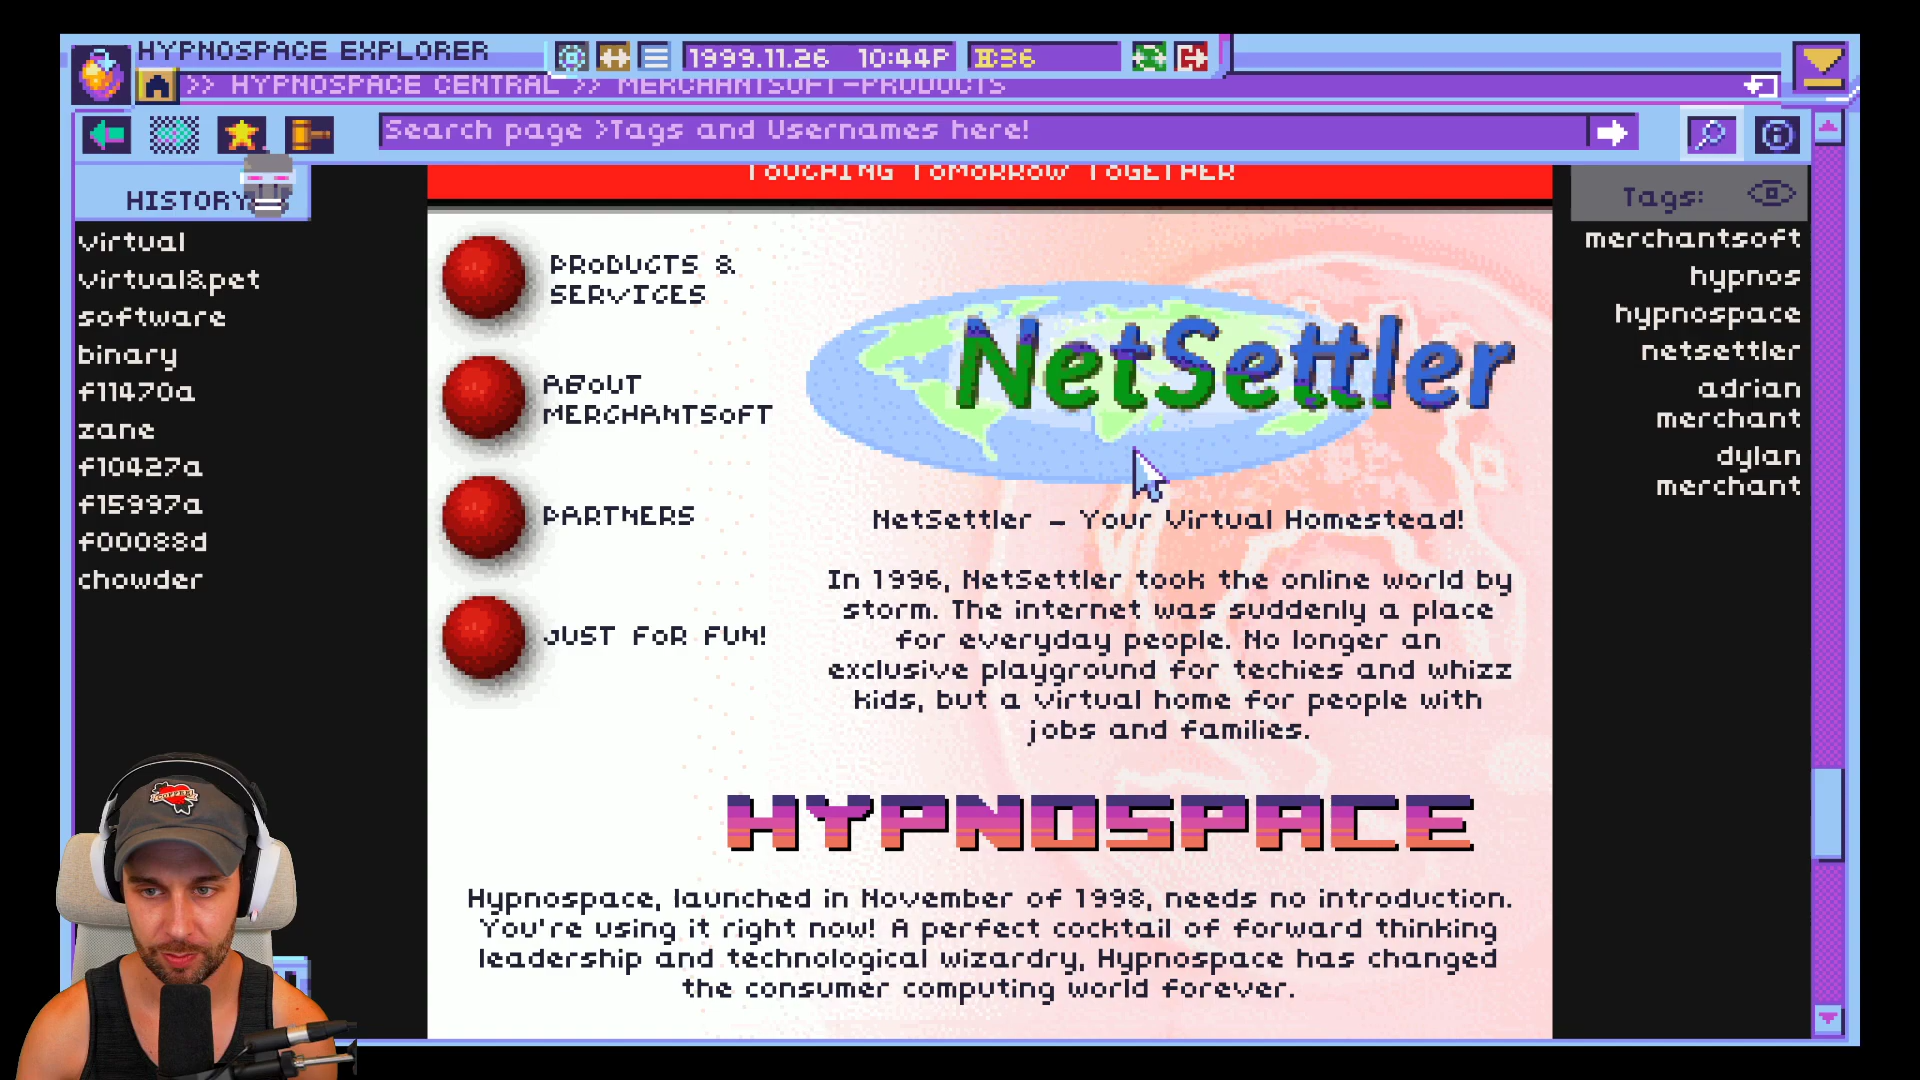 HYPNOSPACE EXPLORER
1999.11.26 10:44P
36
>> HYPNOSPACE CENTRAL >> MERCHANTSOFT-PRODUCTS
Search page >Tags and Usernames here!
HISTORY
virtual
virtual&pet
software
binary
f11470a
zane
f10427a
f15997a
f00088d
chowder
TOUCHING TOMORROW TOGETHER
PRODUCTS &
SERVICES
ABOUT
MERCHANTSOFT
PARTNERS
JUST FOR FUN!
NetSettler
NetSettler - Your Virtual Homestead!
In 1996, NetSettler took the online world by
storm. The internet was suddenly a place
for everyday people. No longer an
exclusive playground for techies and whizz
kids, but a virtual home for people with
jobs and families.
HYPNOSPACE
Hypnospace, launched in November of 1998, needs no introduction.
You're using it right now! A perfect cocktail of forward thinking
leadership and technological wizardry, Hypnospace has changed
the consumer computing world forever.
Tags:
merchantsoft
hypnos
hypnospace
netsettler
adrian
merchant
dylan
merchant